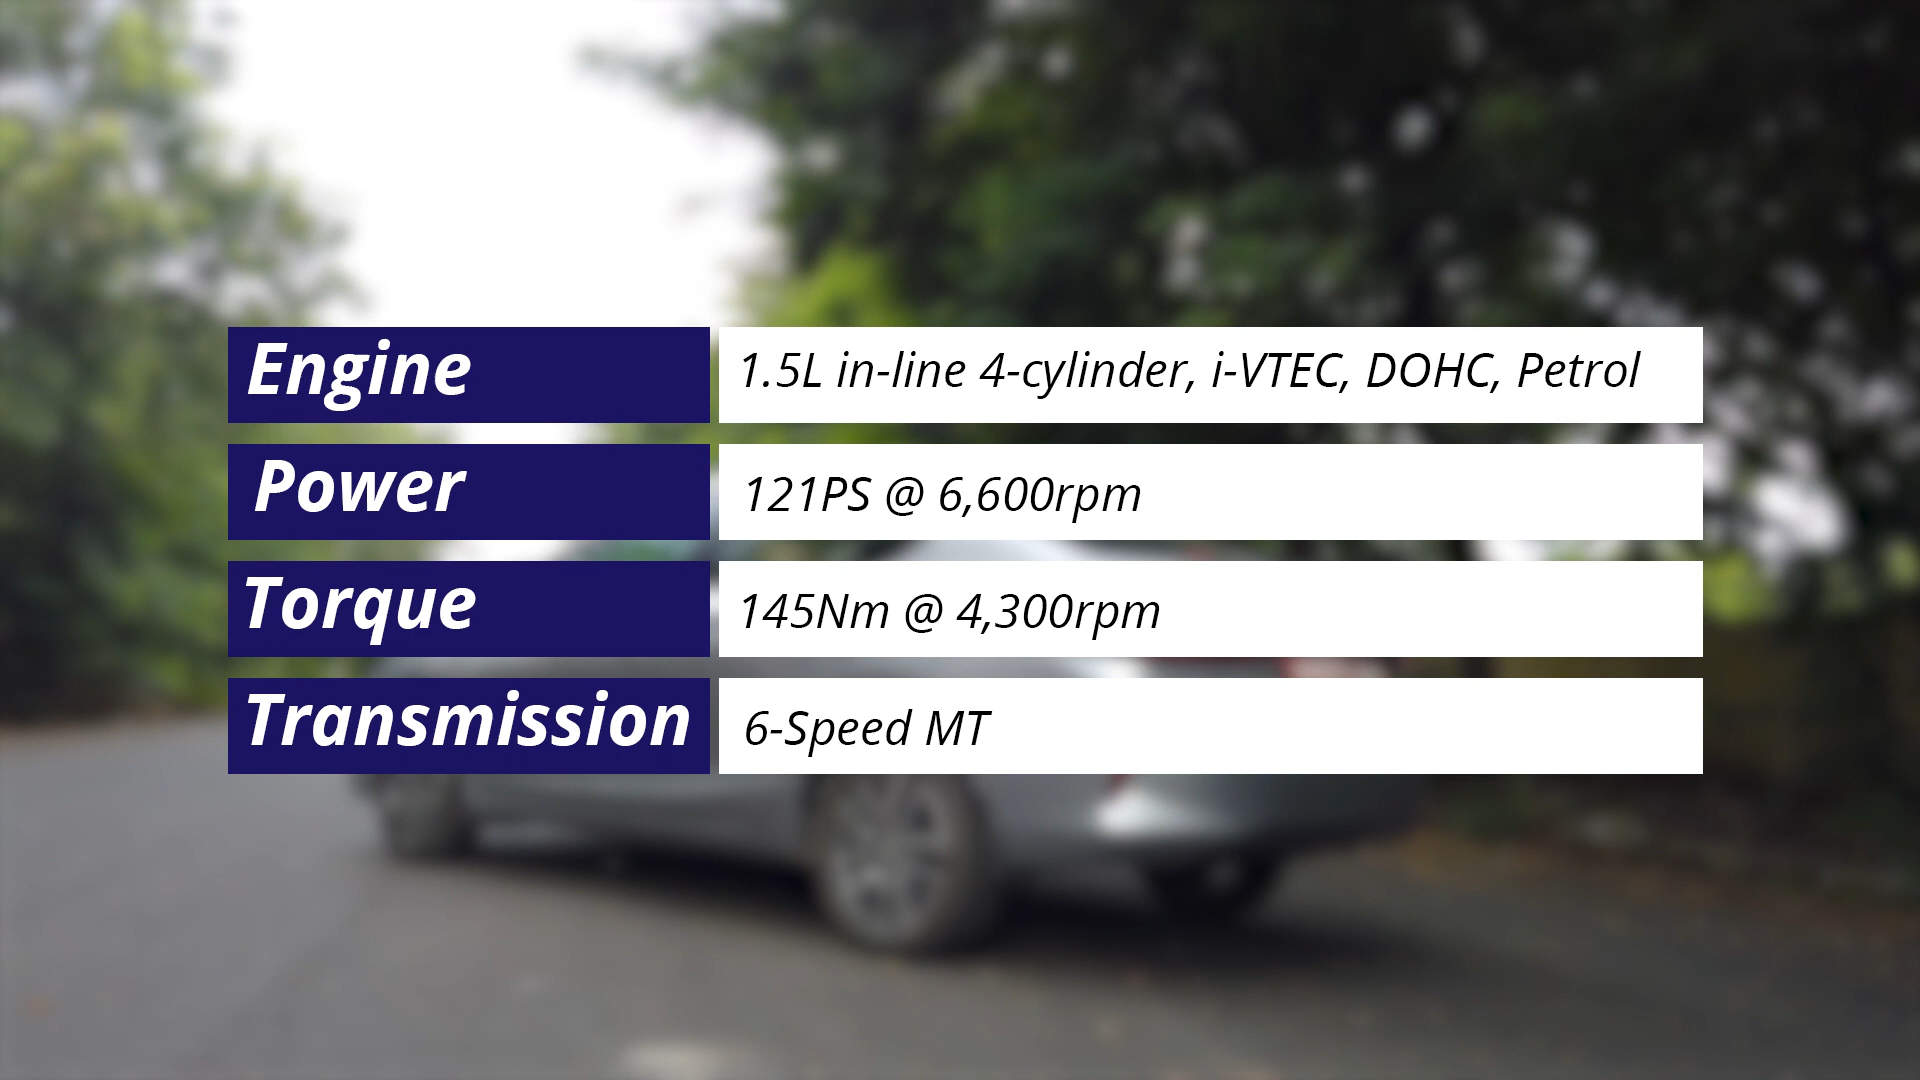 Engine 1.5L in-line 4-cylinder, i-VTEC, DOHC, Petrol
Power 121PS @ 6,600rpm
Torque 145Nm @ 4,300rpm
Transmission 6-Speed MT